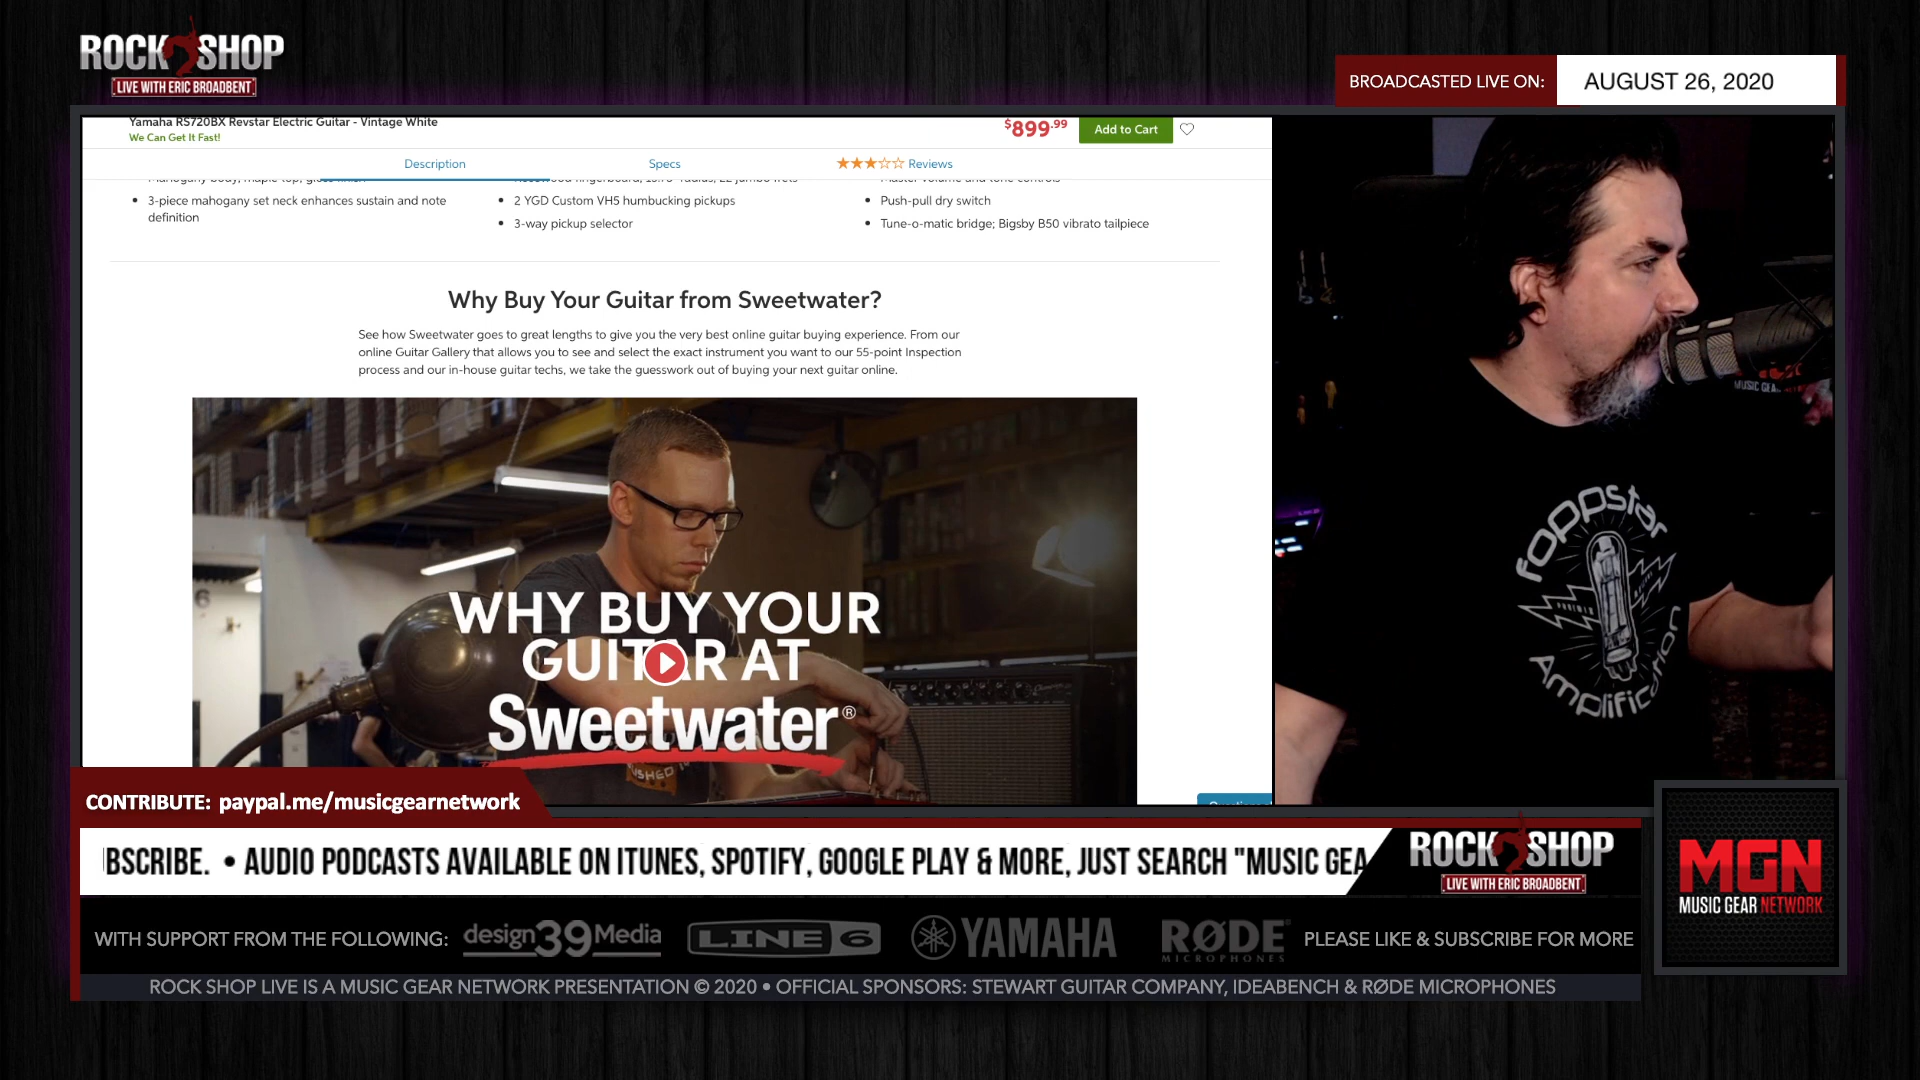 ROCK SHOP
LIVE WITH ERIC BROADBENT
BROADCASTED LIVE ON:
AUGUST 26, 2020
Yamaha RS720BX Revstar Electric Guitar - Vintage White
We Can Get It Fast!
$899.99
Add to Cart
Description
Specs
Reviews
3-piece mahogany set neck enhances sustain and note
definition
2 YGD Custom VH5 humbucking pickups
3-way pickup selector
Push-pull dry switch
Tune-o-matic bridge; Bigsby B50 vibrato tailpiece
Why Buy Your Guitar from Sweetwater?
See how Sweetwater goes to great lengths to give you the very best online guitar buying experience. From our
online Guitar Gallery that allows you to see and select the exact instrument you want to our 55-point Inspection
process and our in-house guitar techs, we take the guesswork out of buying your next guitar online.
WHY BUY YOUR
GUITAR AT
Sweetwater®
MUSIC GEA
roppstar
Amplification
CONTRIBUTE: paypal.me/musicgearnetwork
BSCRIBE. • AUDIO PODCASTS AVAILABLE ON ITUNES, SPOTIFY, GOOGLE PLAY & MORE, JUST SEARCH "MUSIC GEA
ROCK SHOP
LIVE WITH ERIC BROADBENT
MGN
MUSIC GEAR NETWORK
WITH SUPPORT FROM THE FOLLOWING:
design39Media
LINE 6
YAMAHA
RØDE
MICROPHONES
PLEASE LIKE & SUBSCRIBE FOR MORE
ROCK SHOP LIVE IS A MUSIC GEAR NETWORK PRESENTATION © 2020 • OFFICIAL SPONSORS: STEWART GUITAR COMPANY, IDEABENCH & RØDE MICROPHONES